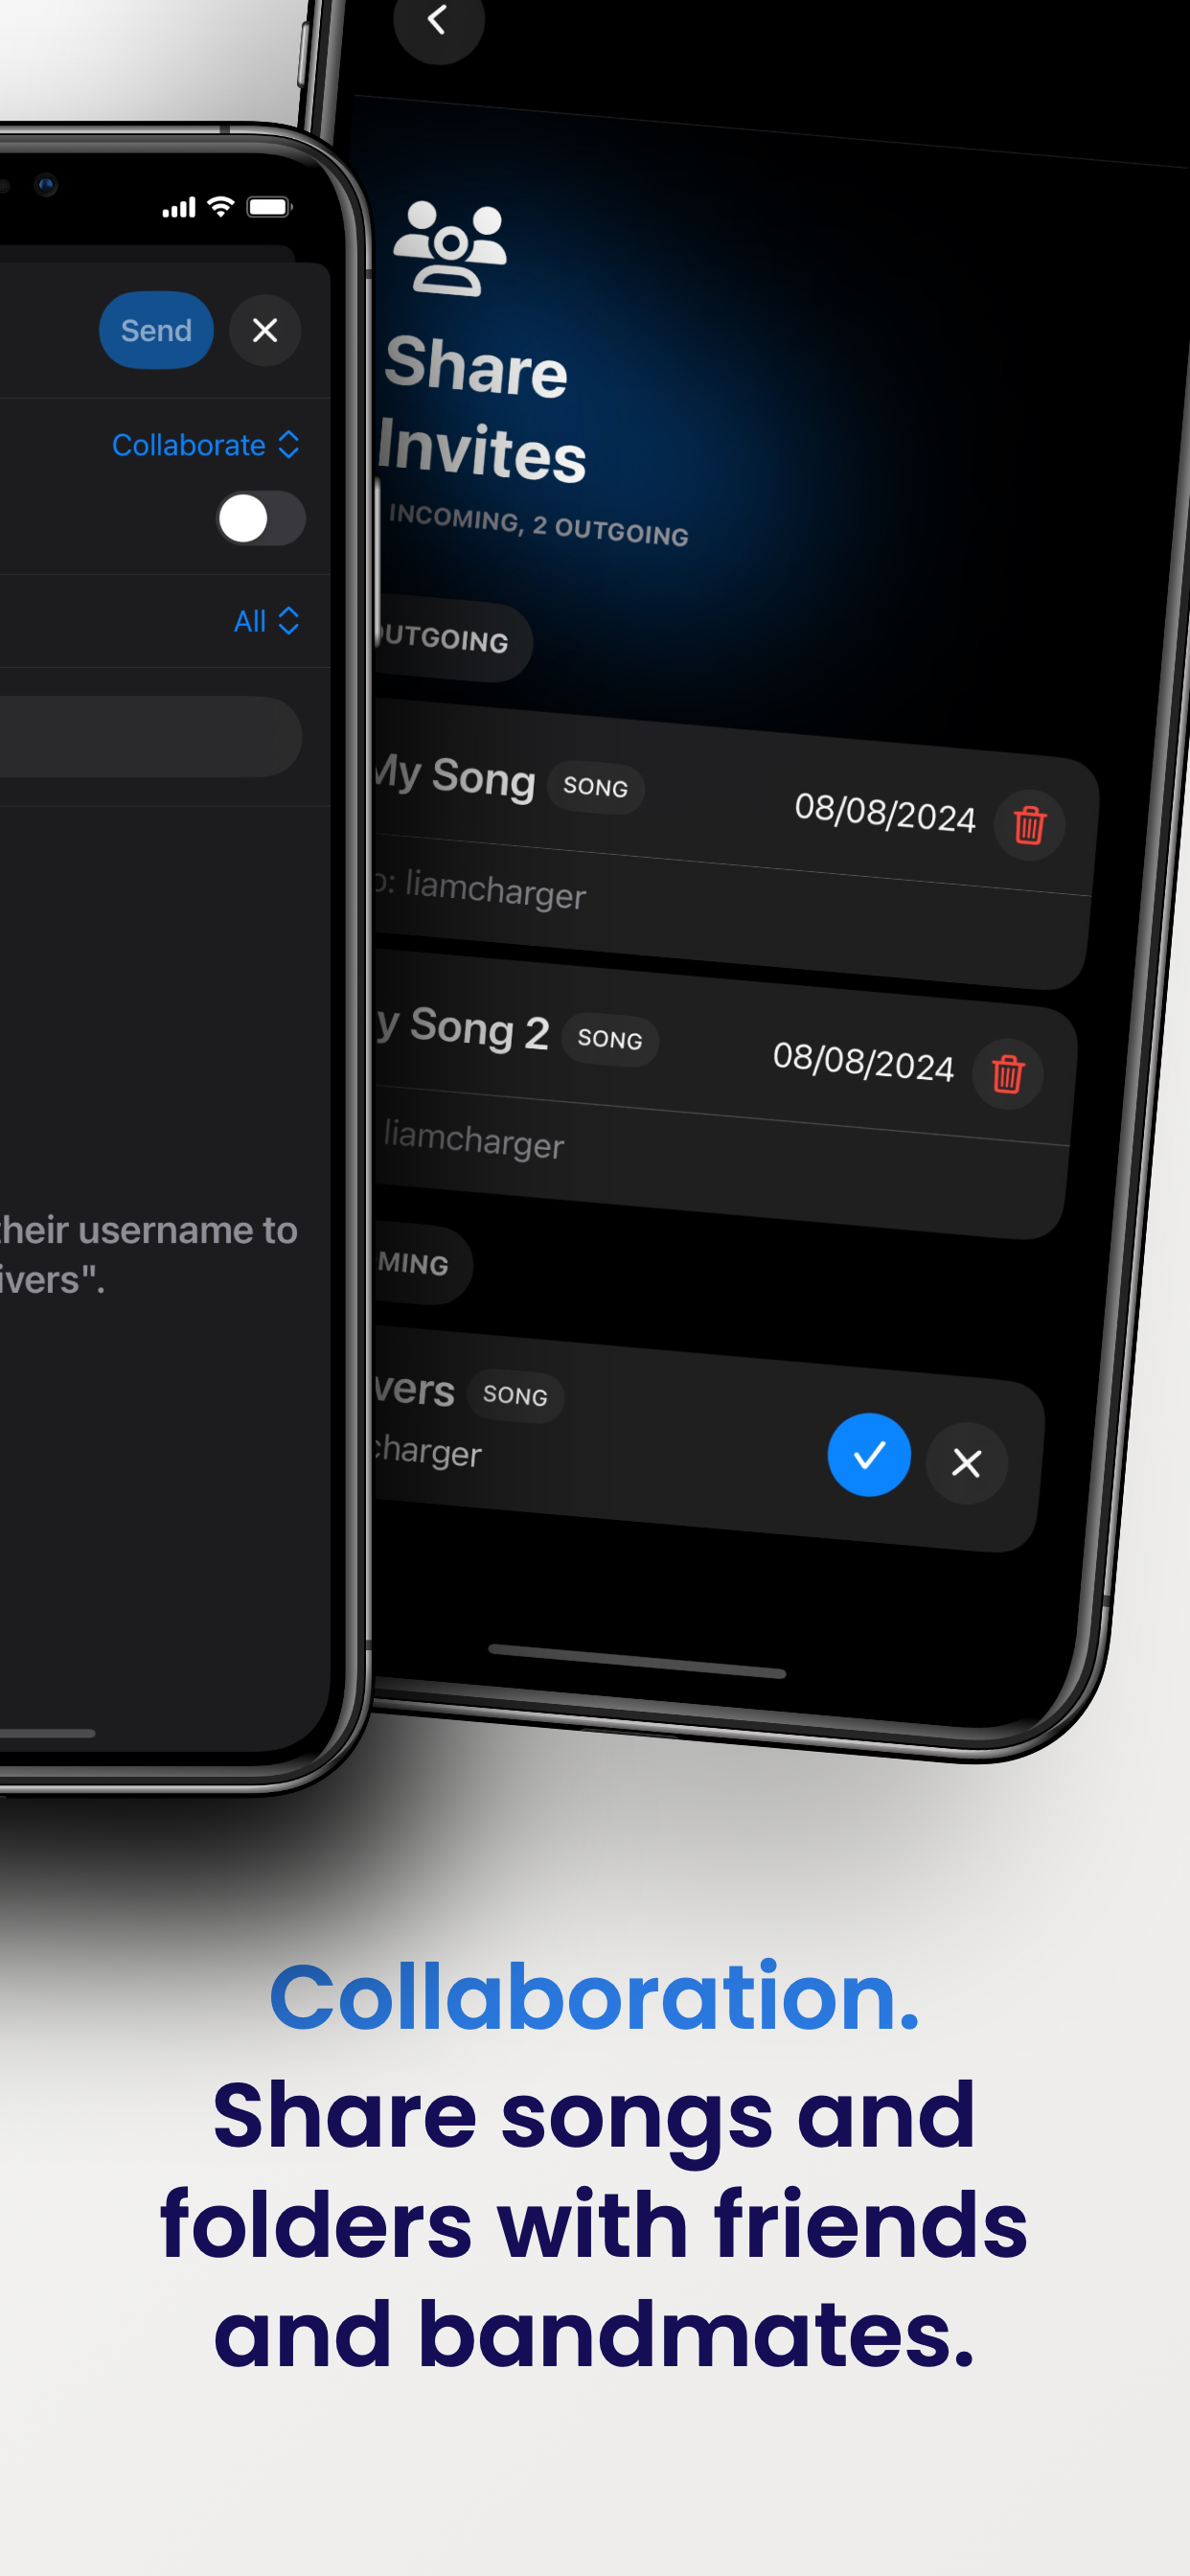 Send
Collaborate
All
their username to
ivers".
Share
Invites
INCOMING, 2 OUTGOING
OUTGOING
My Song SONG 08/08/2024
o: liamcharger
y Song 2 SONG 08/08/2024
liamcharger
MING
vers SONG
charger
Collaboration.
Share songs and
folders with friends
and bandmates.